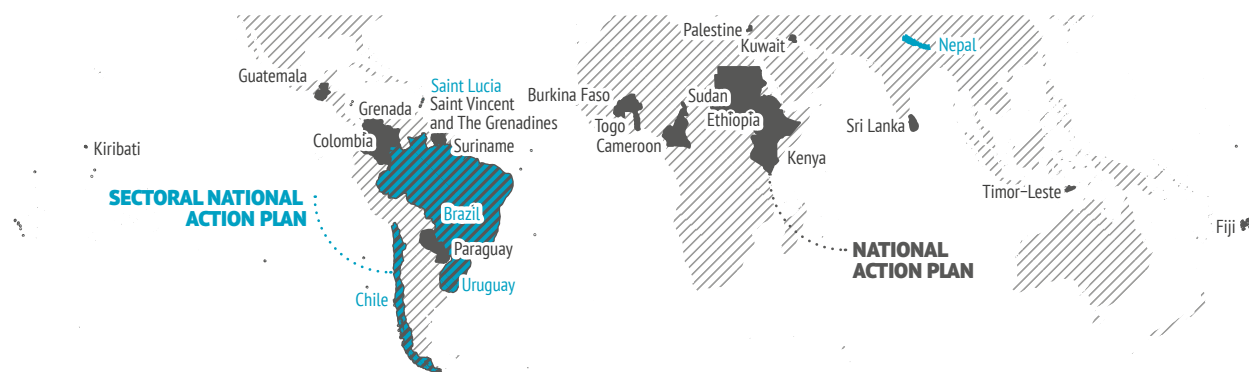 Palestine
Kuwait
Nepal
Guatemala
Saint Lucia
Grenada
Saint Vincent
and The Grenadines
Burkina Faso
Sudan
Colombia
Suriname
Togo
Ethiopia
Sri Lanka
Cameroon
Kiribati
Kenya
SECTORAL NATIONAL
ACTION PLAN
Timor-Leste
Brazil
Fiji
Paraguay
NATIONAL
ACTION PLAN
Uruguay
Chile